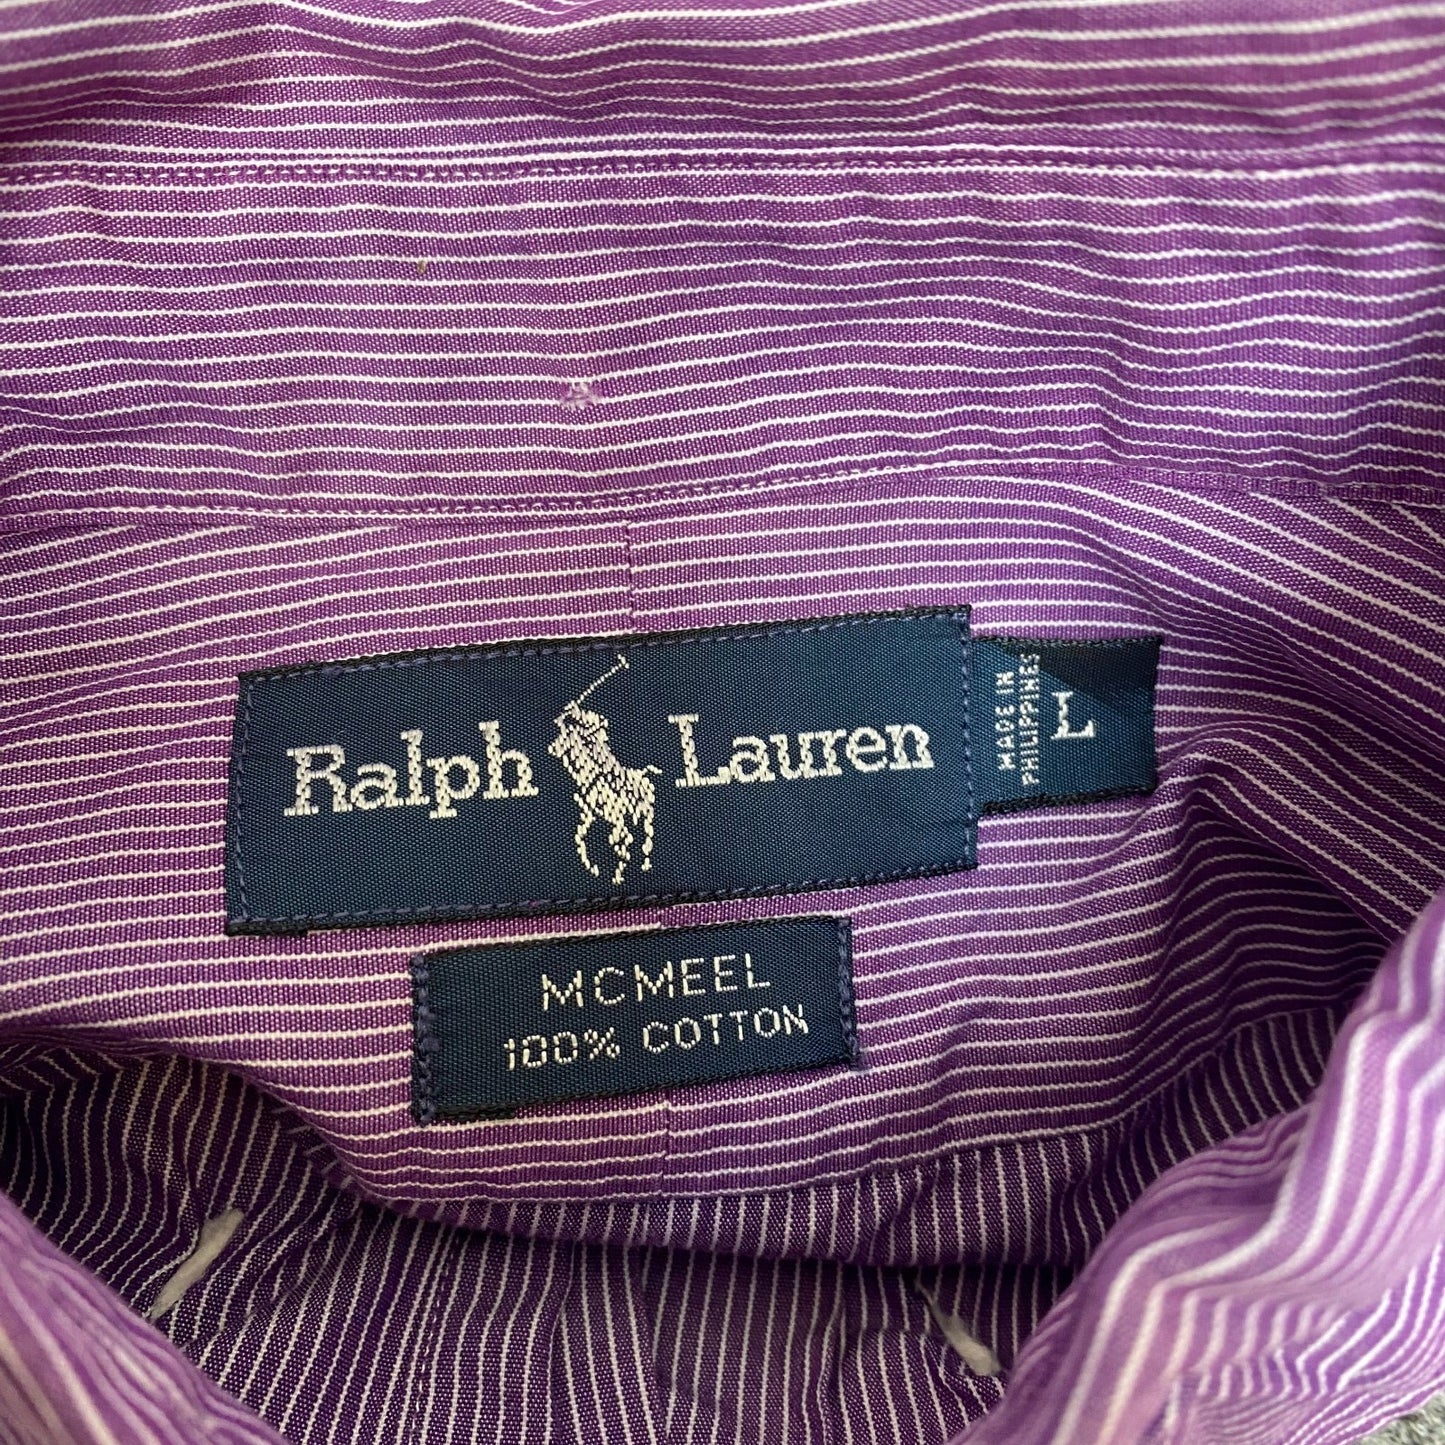 Ralph Lauren
MADE IN
PHILIPPINES
L
MCMEEL
100% COTTON